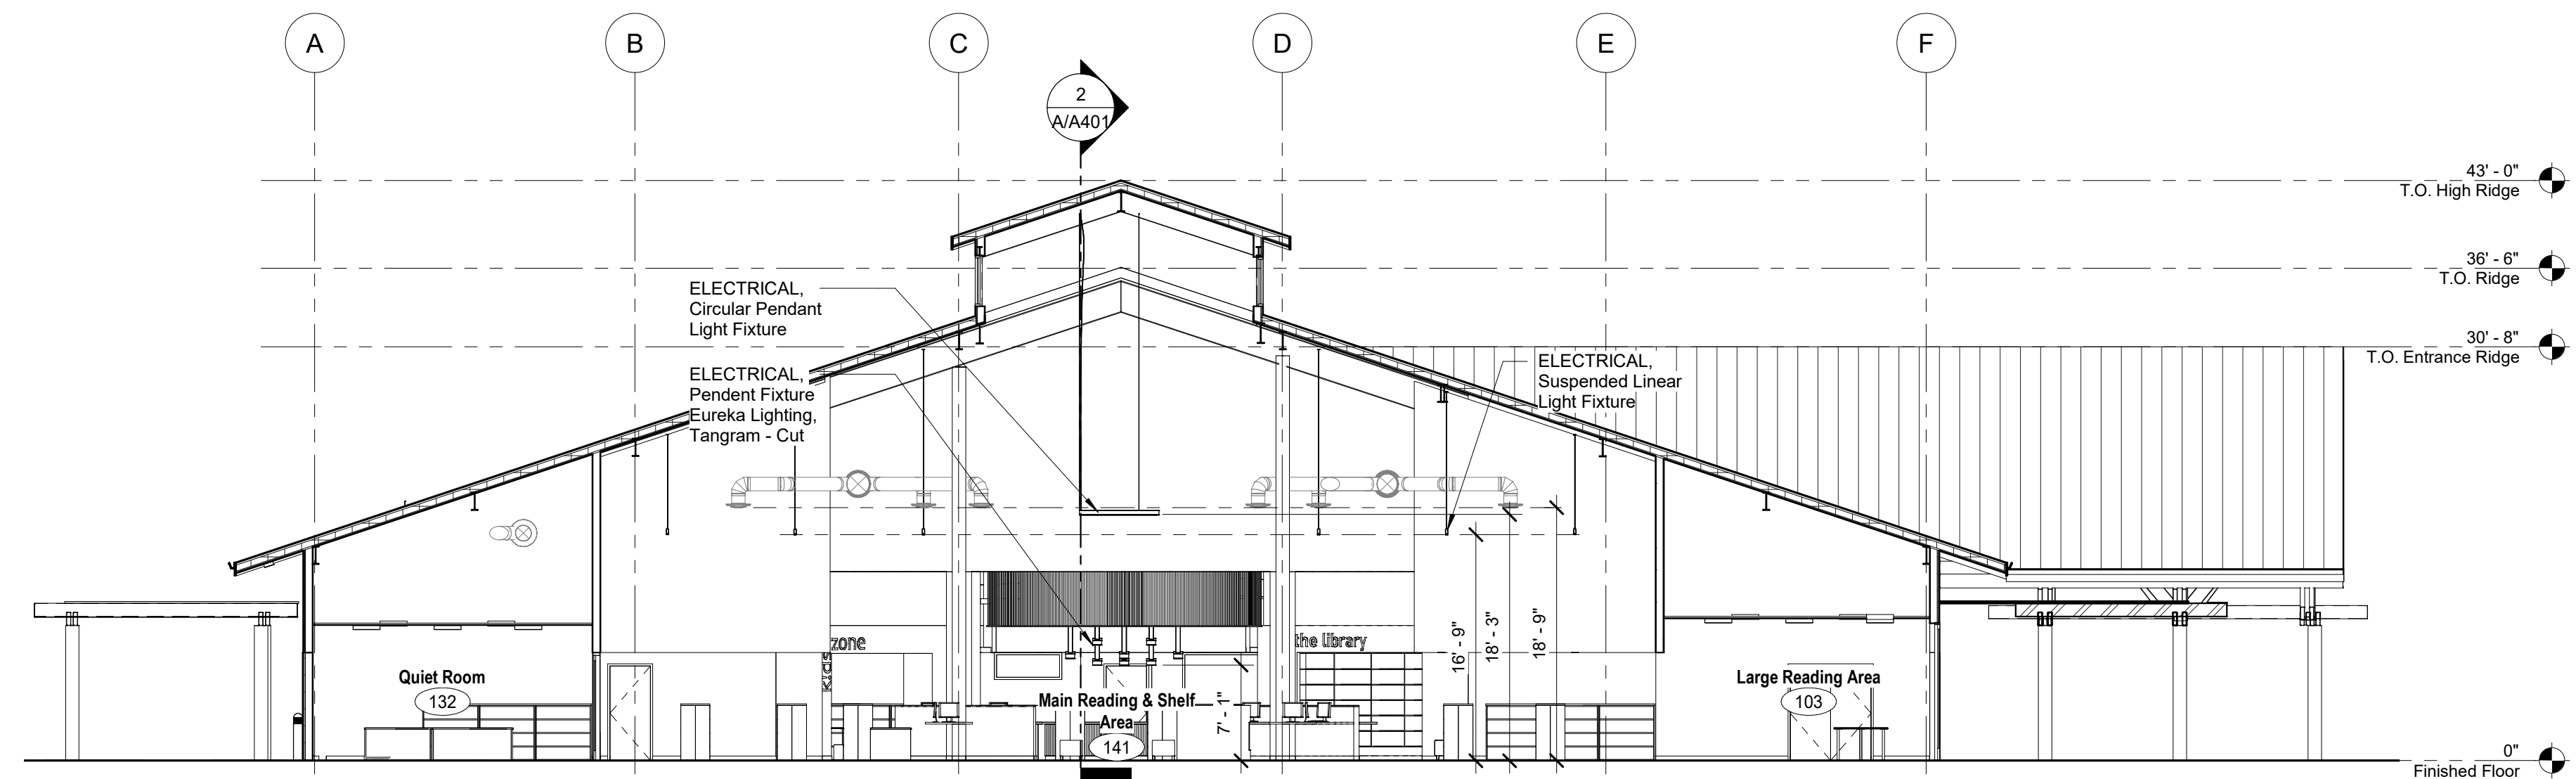 A
B
C
D
E
F
2
A/A401
43' - 0"
T.O. High Ridge
36' - 6"
T.O. Ridge
30' - 8"
T.O. Entrance Ridge
ELECTRICAL,
Circular Pendant
Light Fixture
ELECTRICAL,
Pendent Fixture
Eureka Lighting,
Tangram - Cut
ELECTRICAL,
Suspended Linear
Light Fixture
kids
zone
the library
16' - 9"
18' - 3"
18' - 9"
7' - 1"
Quiet Room
132
Main Reading & Shelf
Area
141
Large Reading Area
103
0"
Finished Floor